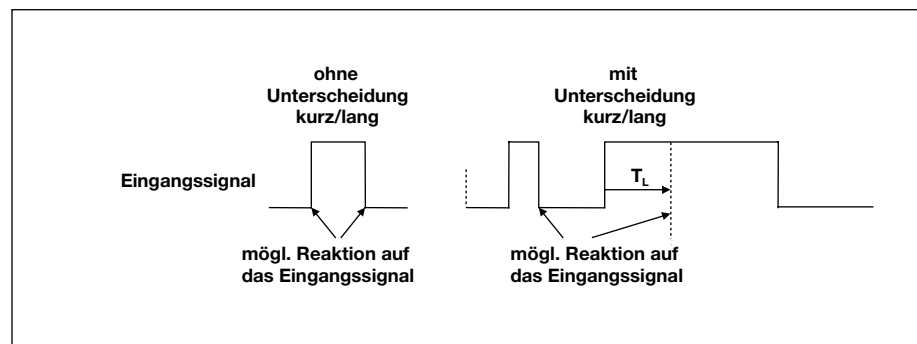 ohne
Unterscheidung
kurz/lang
mit
Unterscheidung
kurz/lang
Eingangssignal
T_L
mögl. Reaktion auf
das Eingangssignal
mögl. Reaktion auf
das Eingangssignal